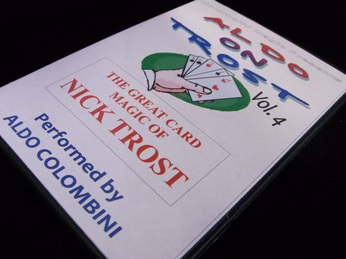 ALDO
ON
TROST
Vol. 4
THE GREAT CARD
MAGIC OF
NICK TROST
Performed by
ALDO COLOMBINI